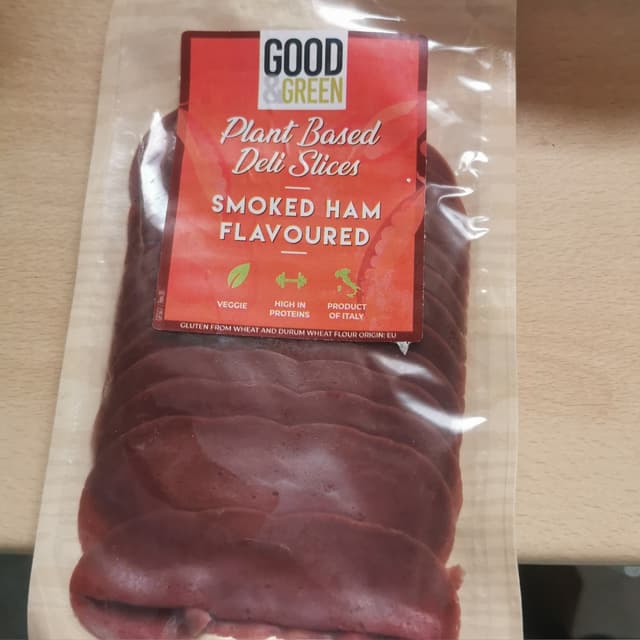 GOOD
&GREEN
Plant Based
Deli Slices
SMOKED HAM
FLAVOURED
VEGGIE
HIGH IN
PROTEINS
PRODUCT
OF ITALY
GLUTEN FROM WHEAT AND DURUM WHEAT FLOUR ORIGIN: EU